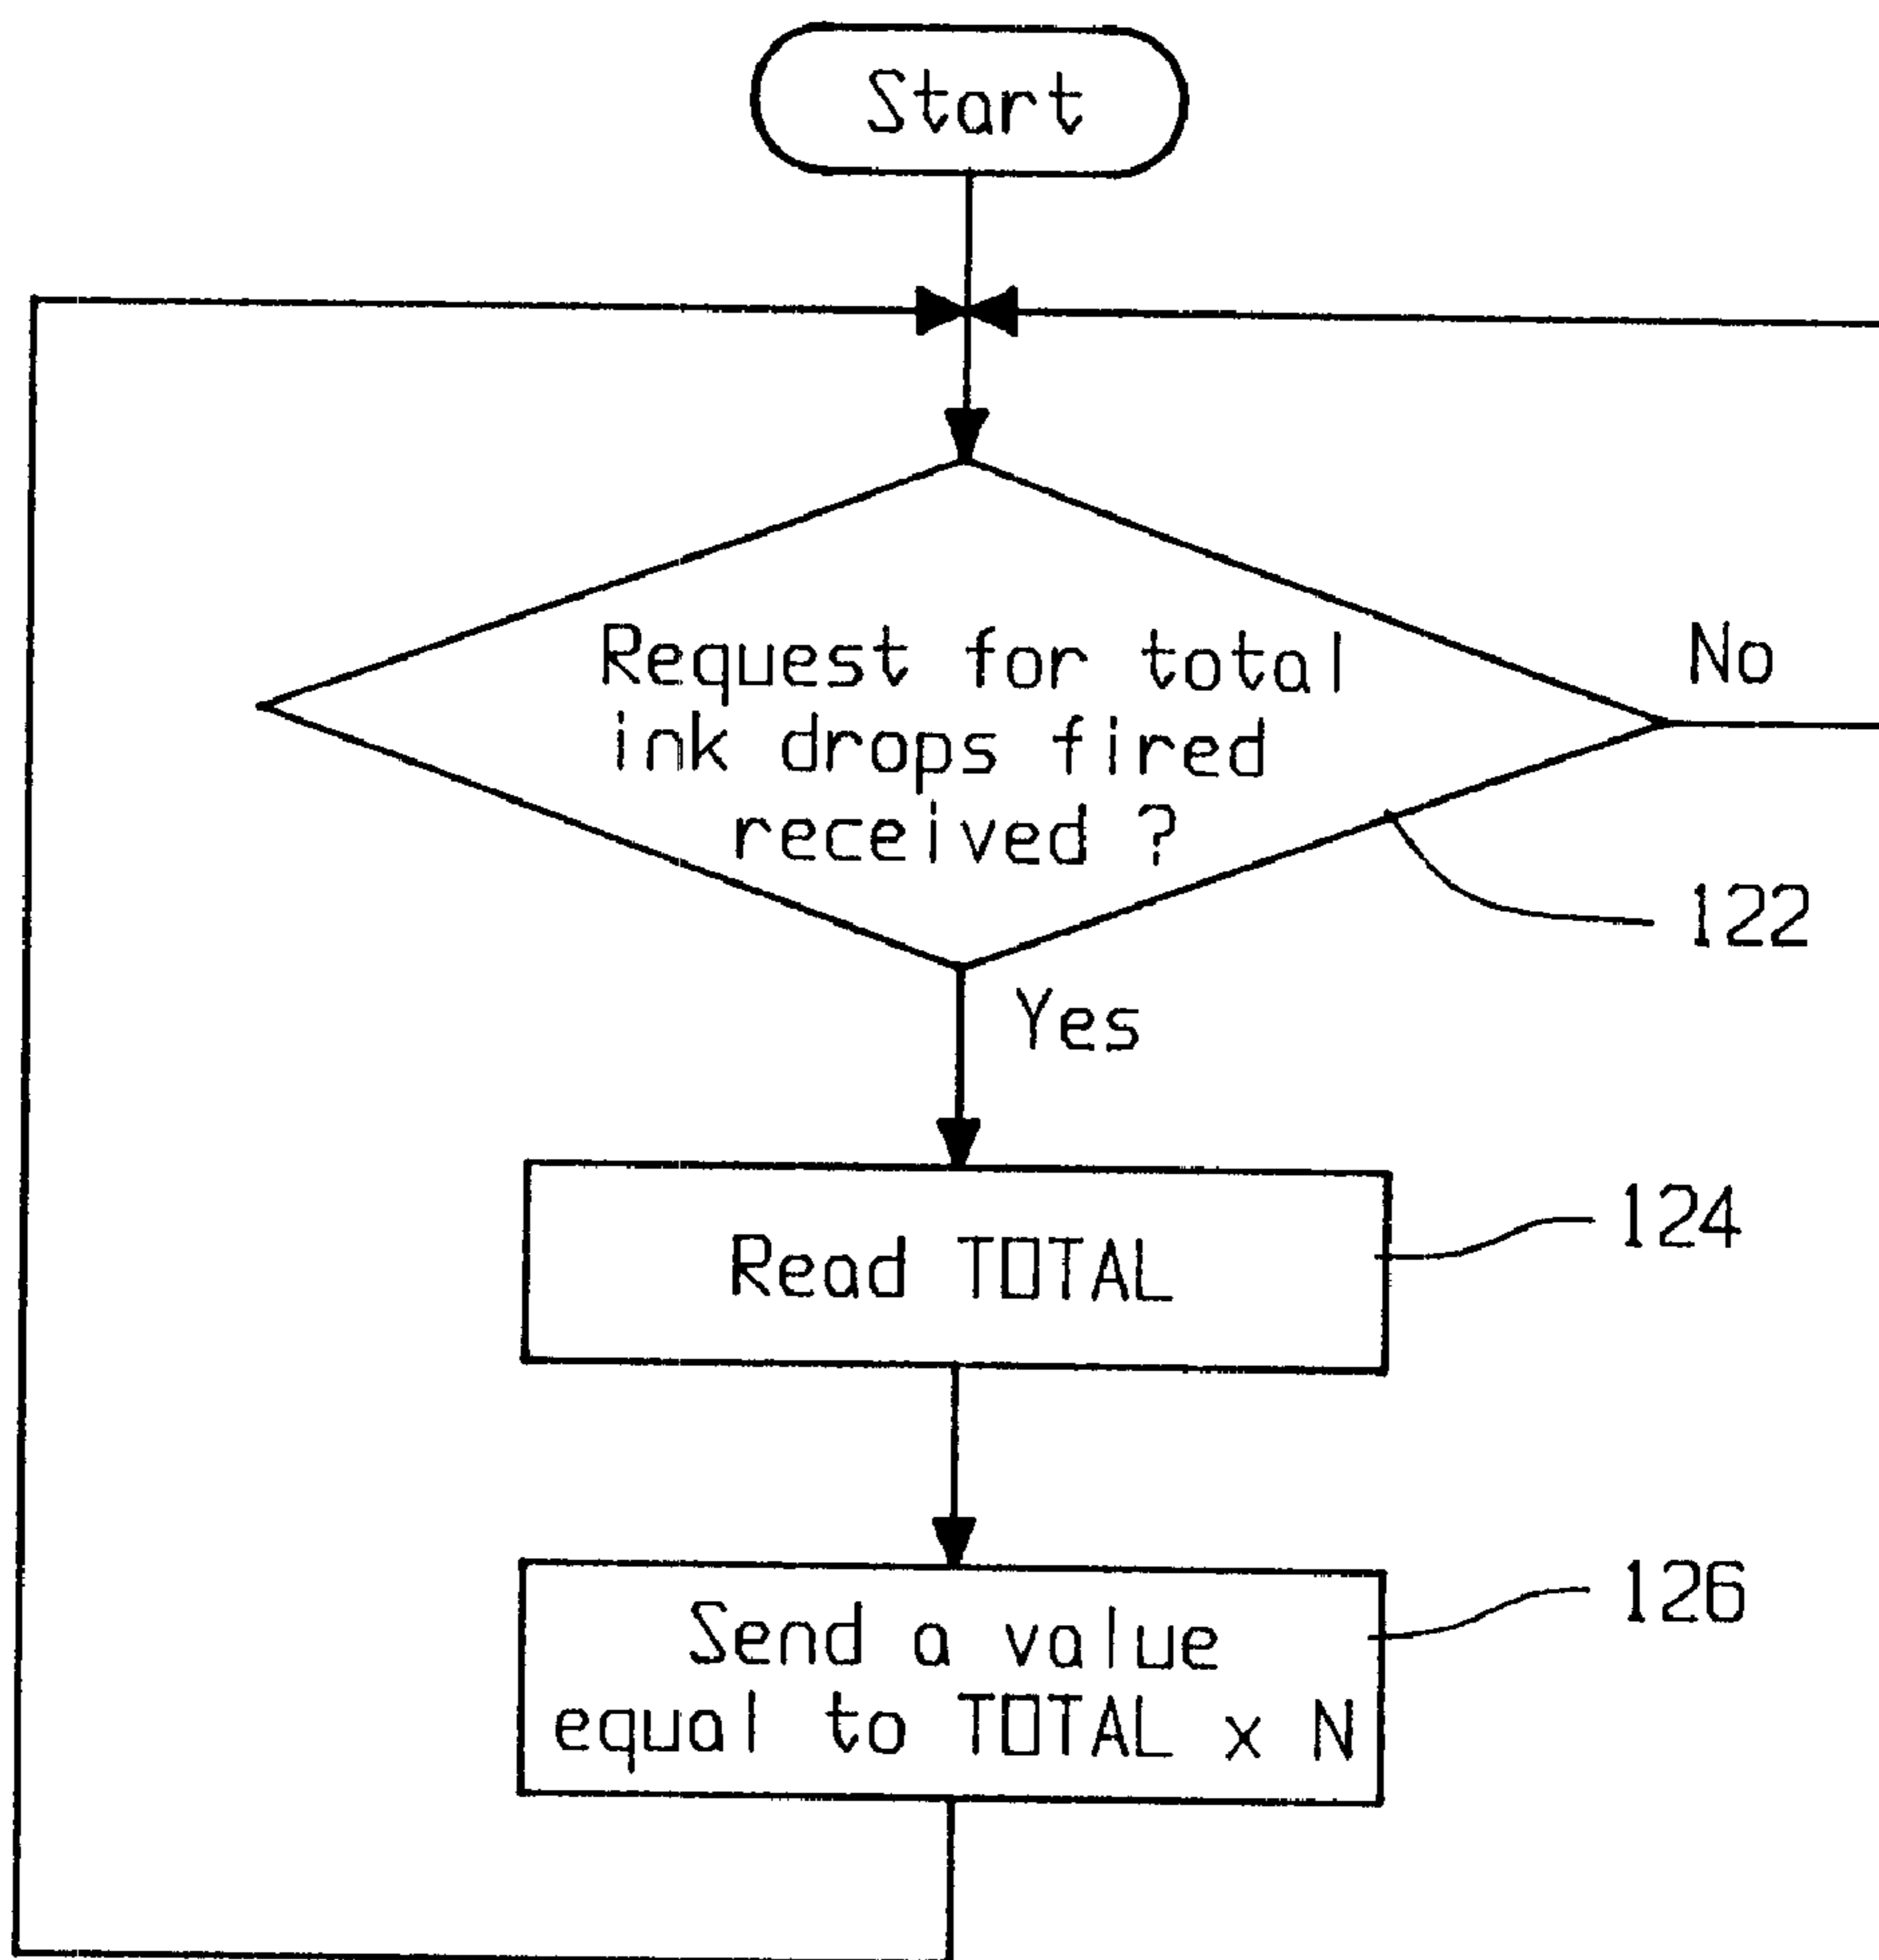 Start
Request for total
ink drops fired
received ?
No
122
Yes
Read TOTAL
124
Send a value
equal to TOTAL x N
126